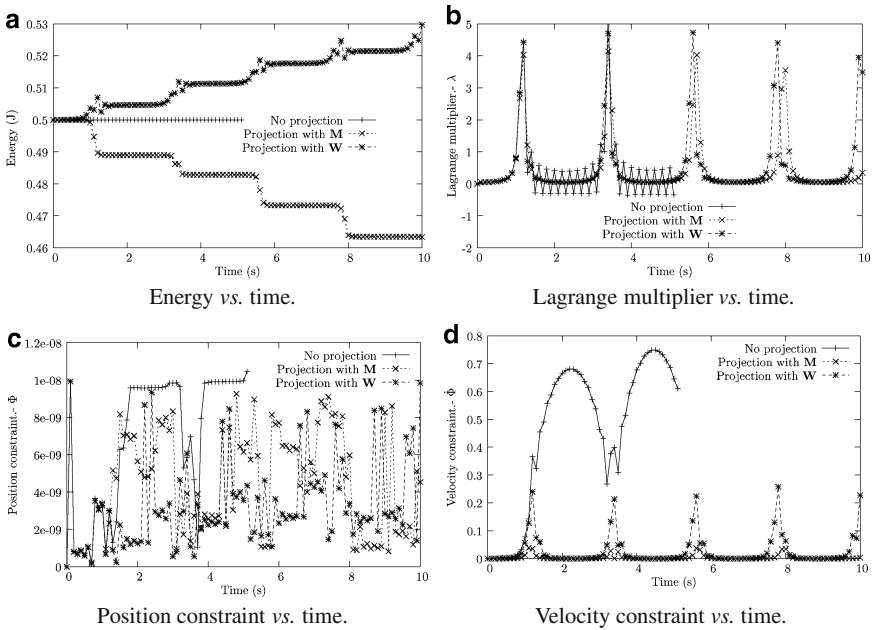 a
0.53
0.52
0.51
0.5
0.49
0.48
0.47
0.46
Energy (J)
No projection
Projection with M
Projection with W
0 2 4 6 8 10
Time (s)
Energy vs. time.
b
5
4
3
2
1
0
-1
-2
Lagrange multiplier.- λ
No projection
Projection with M
Projection with W
0 2 4 6 8 10
Time (s)
Lagrange multiplier vs. time.
c
1.2e-08
1e-08
8e-09
6e-09
4e-09
2e-09
0
Position constraint.- Φ
No projection
Projection with M
Projection with W
0 2 4 6 8 10
Time (s)
Position constraint vs. time.
d
0.8
0.7
0.6
0.5
0.4
0.3
0.2
0.1
0
Velocity constraint.- Φ̇
No projection
Projection with M
Projection with W
0 2 4 6 8 10
Time (s)
Velocity constraint vs. time.